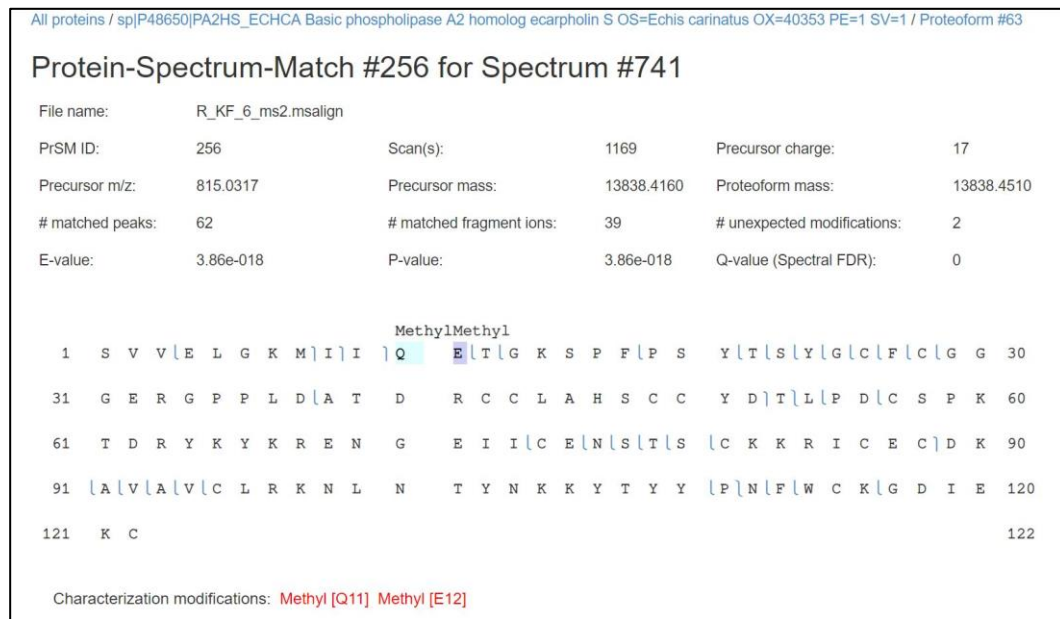 All proteins / sp|P48650|PA2HS_ECHCA Basic phospholipase A2 homolog ecarpholin S OS=Echis carinatus OX=40353 PE=1 SV=1 / Proteoform #63
Protein-Spectrum-Match #256 for Spectrum #741
File name: R_KF_6_ms2.msalign
PrSM ID: 256 Scan(s): 1169 Precursor charge: 17
Precursor m/z: 815.0317 Precursor mass: 13838.4160 Proteoform mass: 13838.4510
# matched peaks: 62 # matched fragment ions: 39 # unexpected modifications: 2
E-value: 3.86e-018 P-value: 3.86e-018 Q-value (Spectral FDR): 0
MethylMethyl
1 S V V⌊E L G K M⌉I⌉I ⌉Q E⌊T⌊G K S P F⌊P S Y⌊T⌊S⌊Y⌊G⌊C⌊F⌊C⌊G G 30
31 G E R G P P L D⌊A T D R C C L A H S C C Y D⌉T⌊L⌊P D⌊C S P K 60
61 T D R Y K Y K R E N G E I I⌊C E⌊N⌊S⌊T⌊S ⌊C K K R I C E C⌉D K 90
91 ⌊A⌊V⌊A⌊V⌊C L R K N L N T Y N K K Y T Y Y ⌊P⌉N⌊F⌊W C K⌊G D I E 120
121 K C 122
Characterization modifications: Methyl [Q11] Methyl [E12]